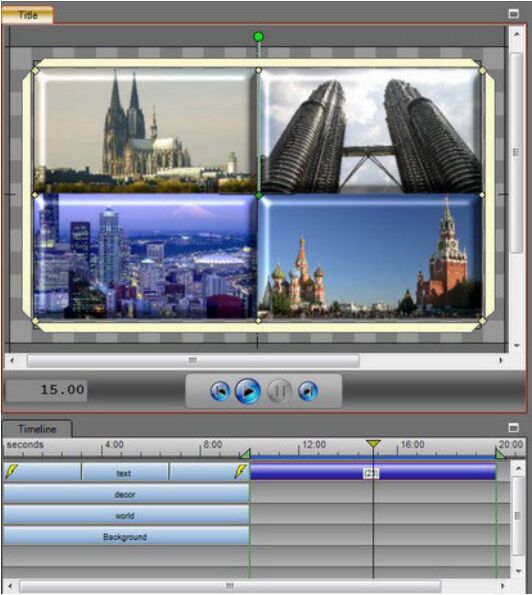 Title
15.00
Timeline
seconds 4:00 8:00 12:00 16:00 20:00
text (23)
decor
world
Background